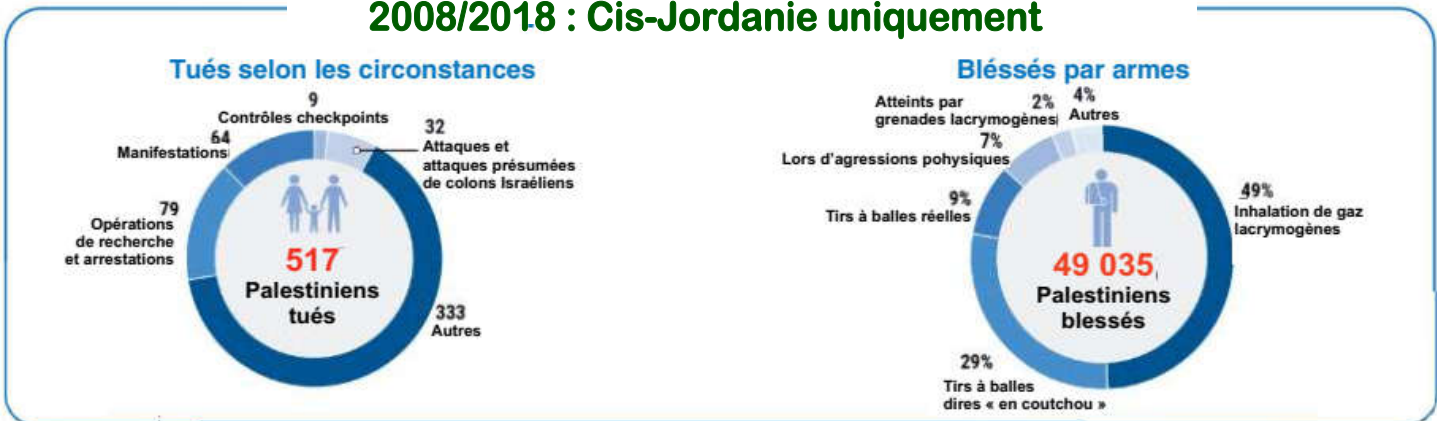 2008/2018 : Cis-Jordanie uniquement
Tués selon les circonstances
9
Contrôles checkpoints
64
Manifestations
32
Attaques et
attaques présumées
de colons Israéliens
79
Opérations
de recherche
et arrestations
517
Palestiniens
tués
333
Autres
Bléssés par armes
4%
Autres
2%
Atteints par
grenades lacrymogènes
7%
Lors d'agressions pohysiques
9%
Tirs à balles réelles
49%
Inhalation de gaz
lacrymogènes
49 035
Palestiniens
blessés
29%
Tirs à balles
dires « en coutchou »